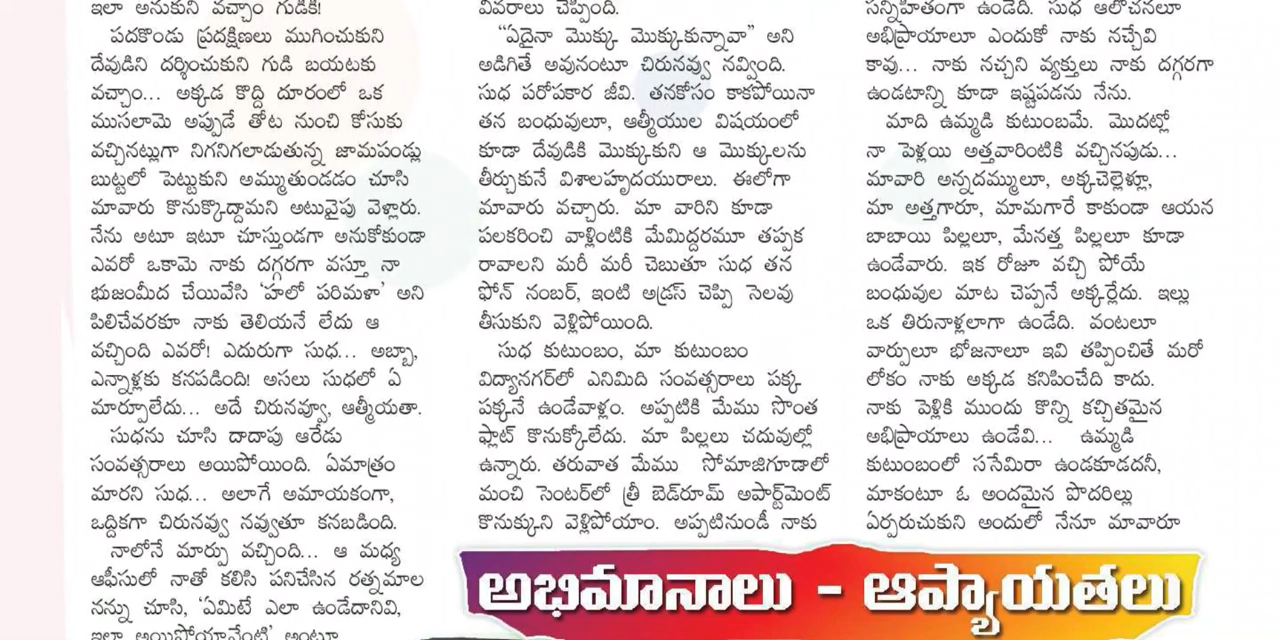 ఇలా అనుకుని వచ్చాం గుడికి!
పదకొండు ప్రదక్షిణలు ముగించుకుని
దేవుడిని దర్శించుకుని గుడి బయటకు
వచ్చాం... అక్కడ కొద్ది దూరంలో ఒక
ముసలామె అప్పుడే తోట నుంచి కోసుకు
వచ్చినట్లుగా నిగనిగలాడుతున్న జామపండ్లు
బుట్టలో పెట్టుకుని అమ్ముతుండడం చూసి
మావారు కొనుక్కొద్దామని అటువైపు వెళ్లారు.
నేను అటూ ఇటూ చూస్తుండగా అనుకోకుండా
ఎవరో ఒకామె నాకు దగ్గరగా వస్తూ నా
భుజంమీద చేయివేసి ‘హలో పరిమళా’ అని
పిలిచేవరకూ నాకు తెలియనే లేదు ఆ
వచ్చింది ఎవరో! ఎదురుగా సుధ... అబ్బా,
ఎన్నాళ్లకు కనపడింది! అసలు సుధలో ఏ
మార్పూలేదు... అదే చిరునవ్వూ, ఆత్మీయతా.
సుధను చూసి దాదాపు ఆరేడు
సంవత్సరాలు అయిపోయింది. ఏమాత్రం
మారని సుధ... అలాగే అమాయకంగా,
ఒద్దికగా చిరునవ్వు నవ్వుతూ కనబడింది.
నాలోనే మార్పు వచ్చింది... ఆ మధ్య
ఆఫీసులో నాతో కలిసి పనిచేసిన రత్నమాల
నన్ను చూసి, ‘ఏమిటే ఎలా ఉండేదానివి,
ఇలా అయిపోయావేంటి’ అంటూ
వివరాలు చెప్పింది.
“ఏదైనా మొక్కు మొక్కుకున్నావా” అని
అడిగితే అవునంటూ చిరునవ్వు నవ్వింది.
సుధ పరోపకార జీవి. తనకోసం కాకపోయినా
తన బంధువులూ, ఆత్మీయుల విషయంలో
కూడా దేవుడికి మొక్కుకుని ఆ మొక్కులను
తీర్చుకునే విశాలహృదయురాలు. ఈలోగా
మావారు వచ్చారు. మా వారిని కూడా
పలకరించి వాళ్లింటికి మేమిద్దరమూ తప్పక
రావాలని మరీ మరీ చెబుతూ సుధ తన
ఫోన్ నంబర్, ఇంటి అడ్రస్ చెప్పి సెలవు
తీసుకుని వెళ్లిపోయింది.
సుధ కుటుంబం, మా కుటుంబం
విద్యానగర్‌లో ఎనిమిది సంవత్సరాలు పక్క
పక్కనే ఉండేవాళ్లం. అప్పటికి మేము సొంత
ఫ్లాట్ కొనుక్కోలేదు. మా పిల్లలు చదువుల్లో
ఉన్నారు. తరువాత మేము సోమాజిగూడాలో
మంచి సెంటర్‌లో త్రీ బెడ్‌రూమ్ అపార్ట్‌మెంట్
కొనుక్కుని వెళ్లిపోయాం. అప్పటినుండీ నాకు
సన్నిహితంగా ఉండేది. సుధ ఆలోచనలూ
అభిప్రాయాలూ ఎందుకో నాకు నచ్చేవి
కావు... నాకు నచ్చని వ్యక్తులు నాకు దగ్గరగా
ఉండటాన్ని కూడా ఇష్టపడను నేను.
మాది ఉమ్మడి కుటుంబమే. మొదట్లో
నా పెళ్లయి అత్తవారింటికి వచ్చినపుడు...
మావారి అన్నదమ్ములూ, అక్కచెల్లెళ్లూ,
మా అత్తగారూ, మామగారే కాకుండా ఆయన
బాబాయి పిల్లలూ, మేనత్త పిల్లలూ కూడా
ఉండేవారు. ఇక రోజూ వచ్చి పోయే
బంధువుల మాట చెప్పనే అక్కర్లేదు. ఇల్లు
ఒక తిరునాళ్లలాగా ఉండేది. వంటలూ
వార్పులూ భోజనాలూ ఇవి తప్పించితే మరో
లోకం నాకు అక్కడ కనిపించేది కాదు.
నాకు పెళ్లికి ముందు కొన్ని కచ్చితమైన
అభిప్రాయాలు ఉండేవి... ఉమ్మడి
కుటుంబంలో ససేమిరా ఉండకూడదనీ,
మాకంటూ ఓ అందమైన పొదరిల్లు
ఏర్పరుచుకుని అందులో నేనూ మావారూ
అభిమానాలు - ఆప్యాయతలు